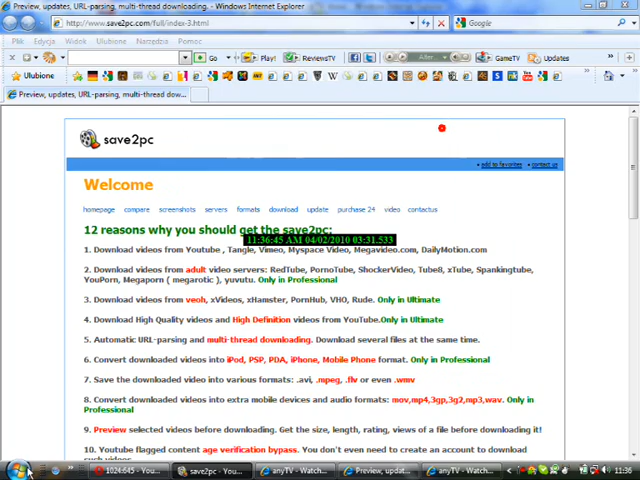 Preview, updates, URL-parsing, multi-thread downloading. - Windows Internet Explorer
http://www.save2pc.com/full/index-3.html
Google
Plik Edycja Widok Ulubione Narzędzia Pomoc
Go Play! ReviewsTV GameTV Updates
Ulubione
Preview, updates, URL-parsing, multi-thread dow...
save2pc
add to favorites contact us
Welcome
homepage compare screenshots servers formats download update purchase 24 video contactus
12 reasons why you should get the save2pc:
11:36:45 AM 04/02/2010 03:31.533
1. Download videos from Youtube , Tangle, Vimeo, Myspace Video, Megavideo.com, DailyMotion.com
2. Download videos from adult video servers: RedTube, PornoTube, ShockerVideo, Tube8, xTube, Spankingtube,
YouPorn, Megaporn ( megarotic ), yuvutu. Only in Professional
3. Download videos from veoh, xVideos, xHamster, PornHub, VHO, Rude. Only in Ultimate
4. Download High Quality videos and High Definition videos from YouTube.Only in Ultimate
5. Automatic URL-parsing and multi-thread downloading. Download several files at the same time.
6. Convert downloaded videos into iPod, PSP, PDA, iPhone, Mobile Phone format. Only in Professional
7. Save the downloaded video into various formats: .avi, .mpeg, .flv or even .wmv
8. Convert downloaded videos into extra mobile devices and audio formats: mov,mp4,3gp,3g2,mp3,wav. Only in
Professional
9. Preview selected videos before downloading. Get the size, length, rating, views of a file before downloading it!
10. Youtube flagged content age verification bypass. You don't even need to create an account to download
1024:645 - You... save2pc - You... anyTV - Watch... Preview, updat... anyTV - Watch... 11:36